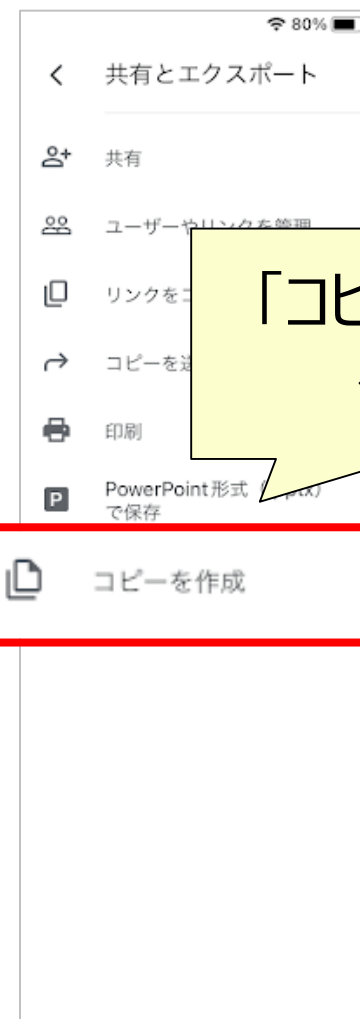 80%
共有とエクスポート
共有
ユーザーやリンクを管理
リンクを
「コピ
コピーを
印刷
PowerPoint形式
で保存
コピーを作成